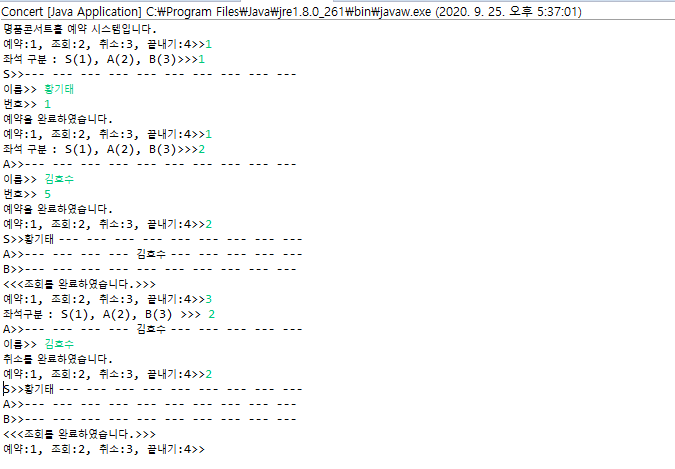 Concert [Java Application] C:₩Program Files₩Java₩jre1.8.0_261₩bin₩javaw.exe (2020. 9. 25. 오후 5:37:01)
명품콘서트홀 예약 시스템입니다.
예약:1, 조회:2, 취소:3, 끝내기:4>>1
좌석 구분 : S(1), A(2), B(3)>>>1
S>>--- --- --- --- --- --- --- --- --- ---
이름>> 황기태
번호>> 1
예약을 완료하였습니다.
예약:1, 조회:2, 취소:3, 끝내기:4>>1
좌석 구분 : S(1), A(2), B(3)>>>2
A>>--- --- --- --- --- --- --- --- --- ---
이름>> 김효수
번호>> 5
예약을 완료하였습니다.
예약:1, 조회:2, 취소:3, 끝내기:4>>2
S>>황기태 --- --- --- --- --- --- --- --- ---
A>>--- --- --- --- 김효수 --- --- --- --- ---
B>>--- --- --- --- --- --- --- --- --- ---
<<<조회를 완료하였습니다.>>>
예약:1, 조회:2, 취소:3, 끝내기:4>>3
좌석구분 : S(1), A(2), B(3) >>> 2
A>>--- --- --- --- 김효수 --- --- --- --- ---
이름>> 김효수
취소를 완료하였습니다.
예약:1, 조회:2, 취소:3, 끝내기:4>>2
S>>황기태 --- --- --- --- --- --- --- --- ---
A>>--- --- --- --- --- --- --- --- --- ---
B>>--- --- --- --- --- --- --- --- --- ---
<<<조회를 완료하였습니다.>>>
예약:1, 조회:2, 취소:3, 끝내기:4>>